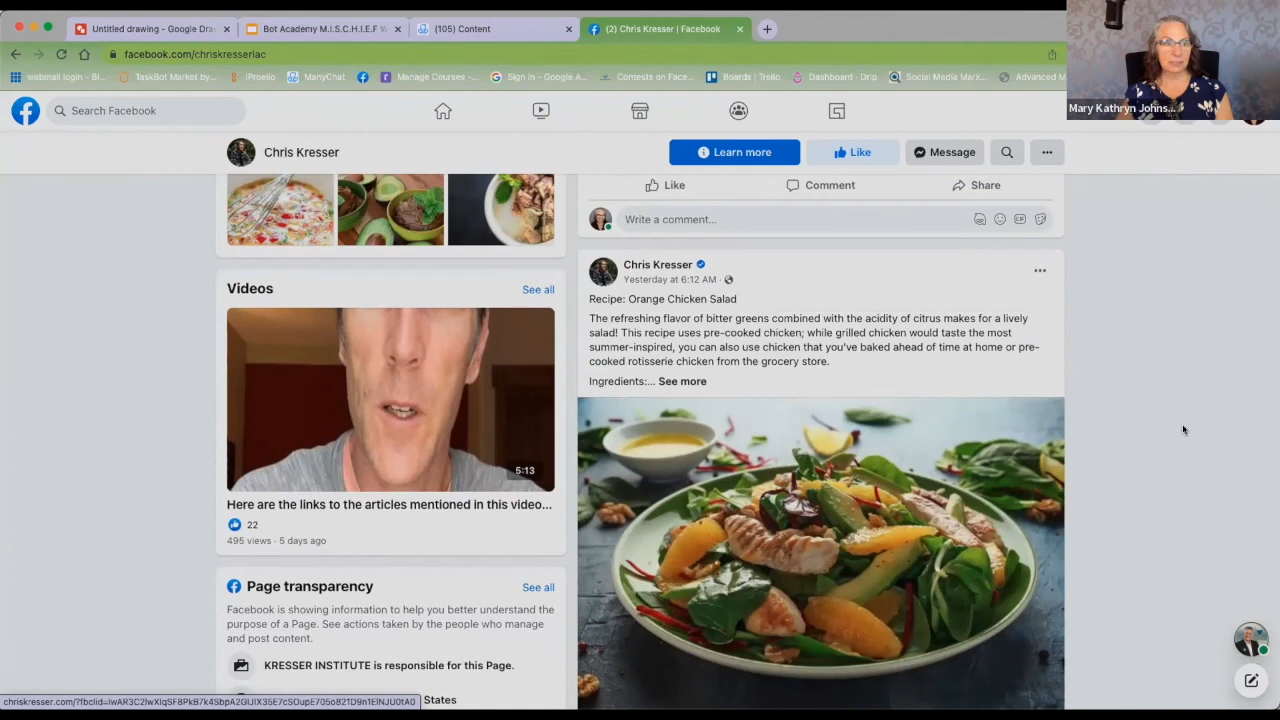 Untitled drawing - Google Dra
Bot Academy M.I.S.C.H.I.E.F W
(105) Content
(2) Chris Kresser | Facebook
facebook.com/chriskresserlac
webmail login - Bl...
TaskBot Market by...
ManyChat
Manage Courses -...
Sign in - Google A...
Contests on Face...
Boards | Trello
Dashboard · Drip
Social Media Mark...
Advanced M
Mary Kathryn Johns...
Search Facebook
Chris Kresser
Learn more
Like
Message
Like
Comment
Share
Write a comment...
Videos
See all
5:13
Here are the links to the articles mentioned in this video...
22
495 views · 5 days ago
Page transparency
See all
Facebook is showing information to help you better understand the
purpose of a Page. See actions taken by the people who manage
and post content.
KRESSER INSTITUTE is responsible for this Page.
States
Chris Kresser
Yesterday at 6:12 AM ·
Recipe: Orange Chicken Salad
The refreshing flavor of bitter greens combined with the acidity of citrus makes for a lively
salad! This recipe uses pre-cooked chicken; while grilled chicken would taste the most
summer-inspired, you can also use chicken that you've baked ahead of time at home or pre-
cooked rotisserie chicken from the grocery store.
Ingredients:... See more